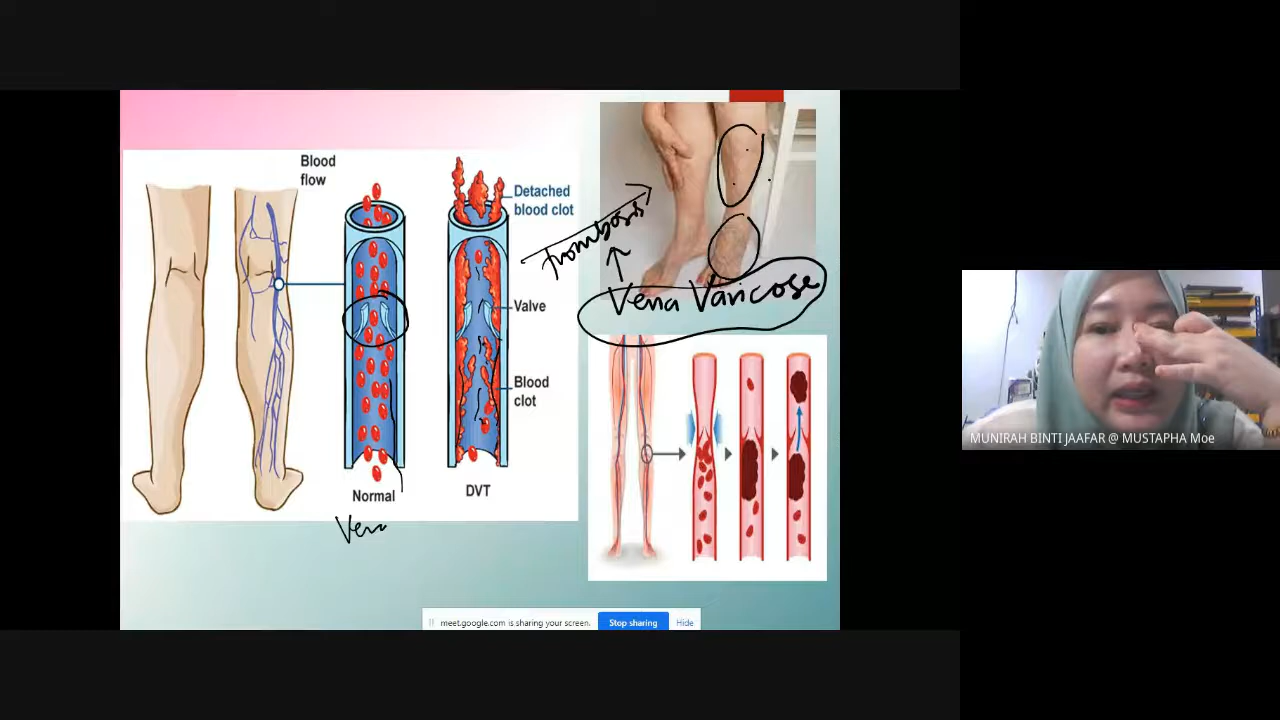 Blood
flow
Detached
blood clot
Valve
Blood
clot
Normal
DVT
Vena
Trombosis
Vena Varicose
meet.google.com is sharing your screen.
Stop sharing
Hide
MUNIRAH BINTI JAAFAR @ MUSTAPHA Moe